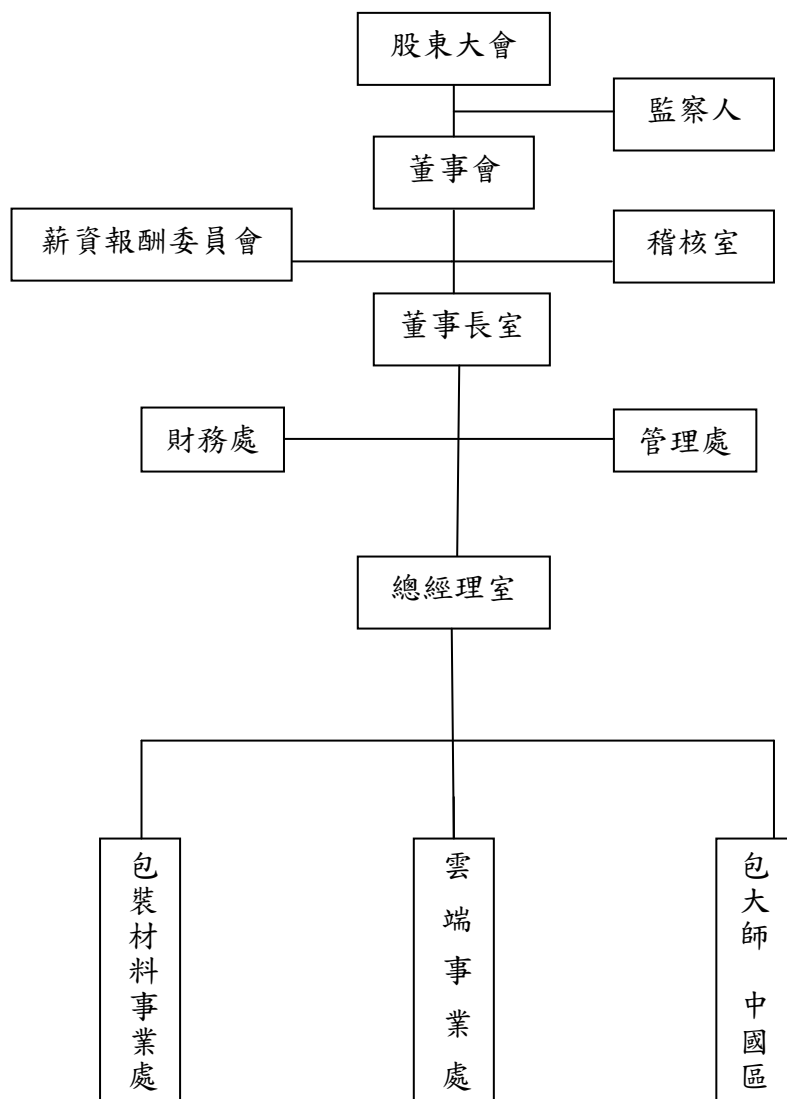 股東大會
監察人
董事會
薪資報酬委員會
稽核室
董事長室
財務處
管理處
總經理室
包裝材料事業處
雲端事業處
包大師 中國區